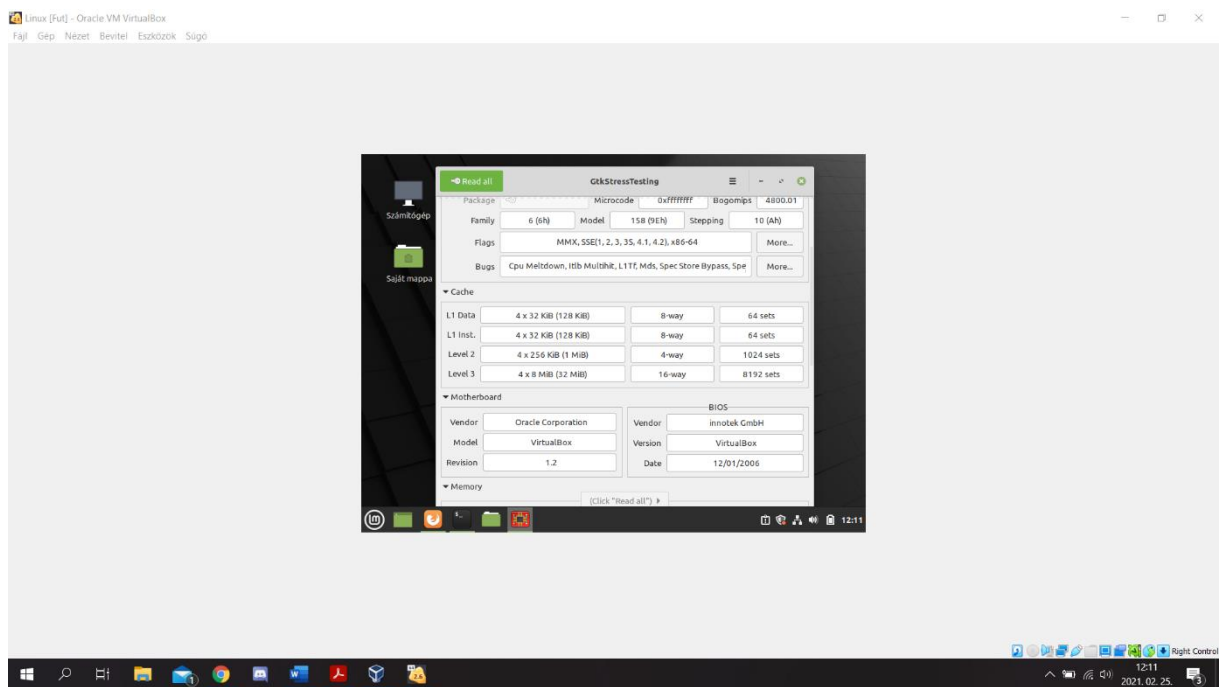 Linux [Fut] - Oracle VM VirtualBox
Fájl Gép Nézet Bevitel Eszközök Súgó
Read all GtkStressTesting
Package Microcode 0xffffffff Bogomips 4800.01
Számítógép
Family 6 (6h) Model 158 (9Eh) Stepping 10 (Ah)
Flags MMX, SSE(1, 2, 3, 3S, 4.1, 4.2), x86-64 More...
Bugs Cpu Meltdown, Itlb Multihit, L1Tf, Mds, Spec Store Bypass, Spe More...
Saját mappa
Cache
L1 Data 4 x 32 KiB (128 KiB) 8-way 64 sets
L1 Inst. 4 x 32 KiB (128 KiB) 8-way 64 sets
Level 2 4 x 256 KiB (1 MiB) 4-way 1024 sets
Level 3 4 x 8 MiB (32 MiB) 16-way 8192 sets
Motherboard
BIOS
Vendor Oracle Corporation Vendor innotek GmbH
Model VirtualBox Version VirtualBox
Revision 1.2 Date 12/01/2006
Memory
(Click "Read all")
12:11
Right Control
12:11
2021. 02. 25.